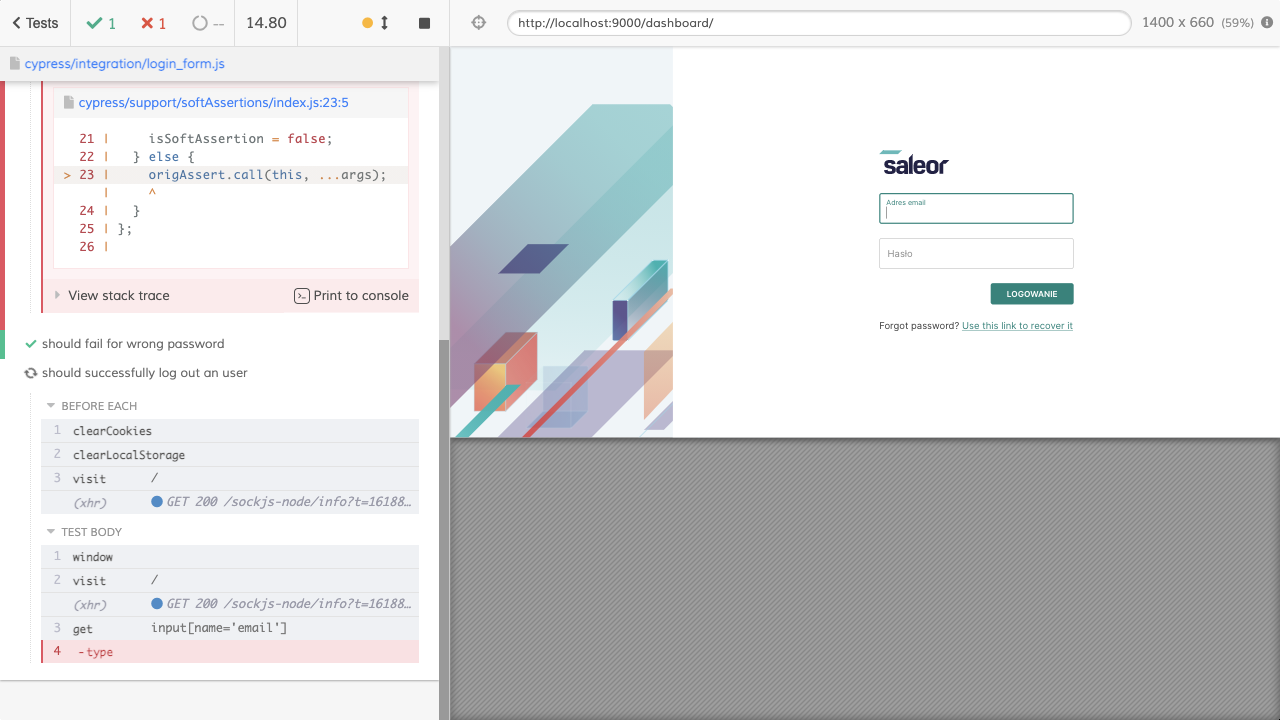 Tests
1
1
--
14.80
http://localhost:9000/dashboard/
1400 x 660 (59%)
cypress/integration/login_form.js
cypress/support/softAssertions/index.js:23:5
21 | isSoftAssertion = false;
22 | } else {
> 23 | origAssert.call(this, ...args);
| ^
24 | }
25 | };
26 |
View stack trace
Print to console
should fail for wrong password
should successfully log out an user
BEFORE EACH
1 clearCookies
2 clearLocalStorage
3 visit /
(xhr) GET 200 /sockjs-node/info?t=16188…
TEST BODY
1 window
2 visit /
(xhr) GET 200 /sockjs-node/info?t=16188…
3 get input[name='email']
4 -type
saleor
Adres email
Hasło
LOGOWANIE
Forgot password? Use this link to recover it